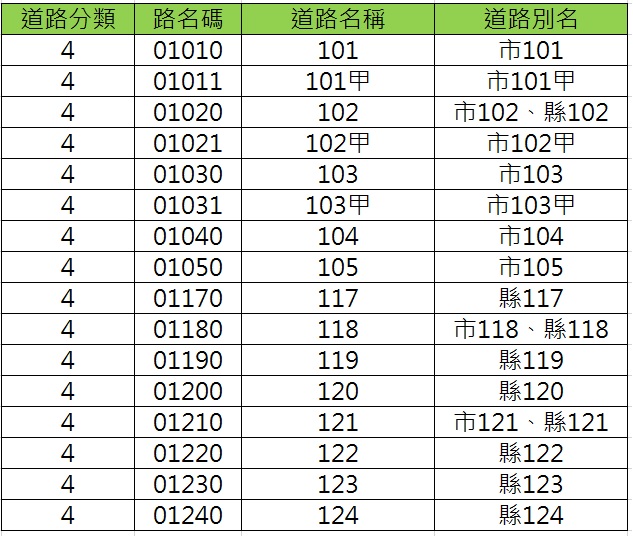 道路分類 路名碼 道路名稱 道路別名
4 01010 101 市101
4 01011 101甲 市101甲
4 01020 102 市102、縣102
4 01021 102甲 市102甲
4 01030 103 市103
4 01031 103甲 市103甲
4 01040 104 市104
4 01050 105 市105
4 01170 117 縣117
4 01180 118 市118、縣118
4 01190 119 縣119
4 01200 120 縣120
4 01210 121 市121、縣121
4 01220 122 縣122
4 01230 123 縣123
4 01240 124 縣124